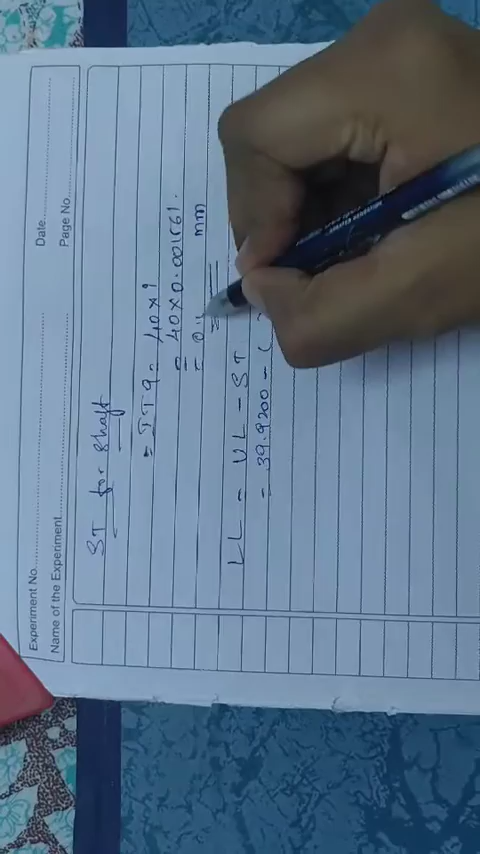 Experiment No.
Date
Name of the Experiment
Page No.
ST for shaft
= IT9 = 40 × i
= 40 × 0.001561.
= 0. mm
LL = UL - ST
= 39.9200 - (